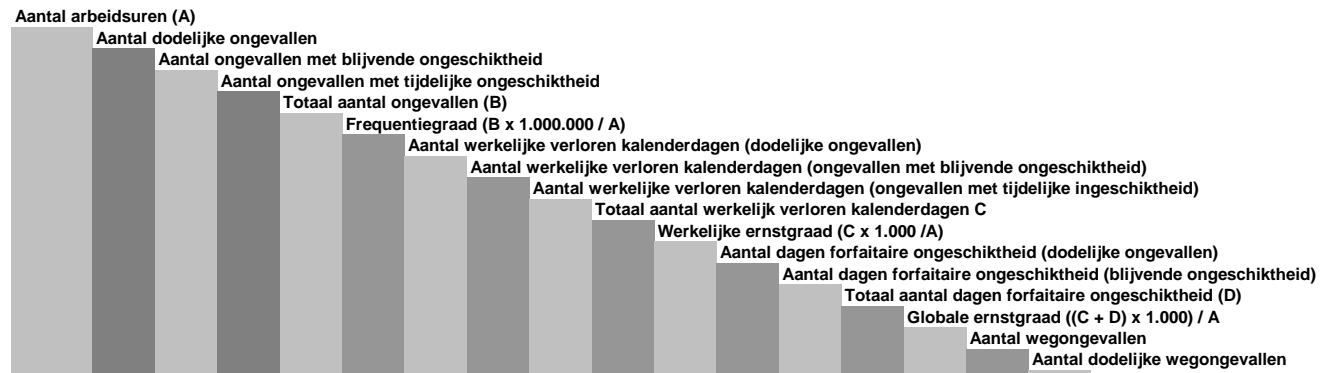 Aantal arbeidsuren (A)
Aantal dodelijke ongevallen
Aantal ongevallen met blijvende ongeschiktheid
Aantal ongevallen met tijdelijke ongeschiktheid
Totaal aantal ongevallen (B)
Frequentiegraad (B x 1.000.000 / A)
Aantal werkelijke verloren kalenderdagen (dodelijke ongevallen)
Aantal werkelijke verloren kalenderdagen (ongevallen met blijvende ongeschiktheid)
Aantal werkelijke verloren kalenderdagen (ongevallen met tijdelijke ingeschiktheid)
Totaal aantal werkelijk verloren kalenderdagen C
Werkelijke ernstgraad (C x 1.000 /A)
Aantal dagen forfaitaire ongeschiktheid (dodelijke ongevallen)
Aantal dagen forfaitaire ongeschiktheid (blijvende ongeschiktheid)
Totaal aantal dagen forfaitaire ongeschiktheid (D)
Globale ernstgraad ((C + D) x 1.000) / A
Aantal wegongevallen
Aantal dodelijke wegongevallen